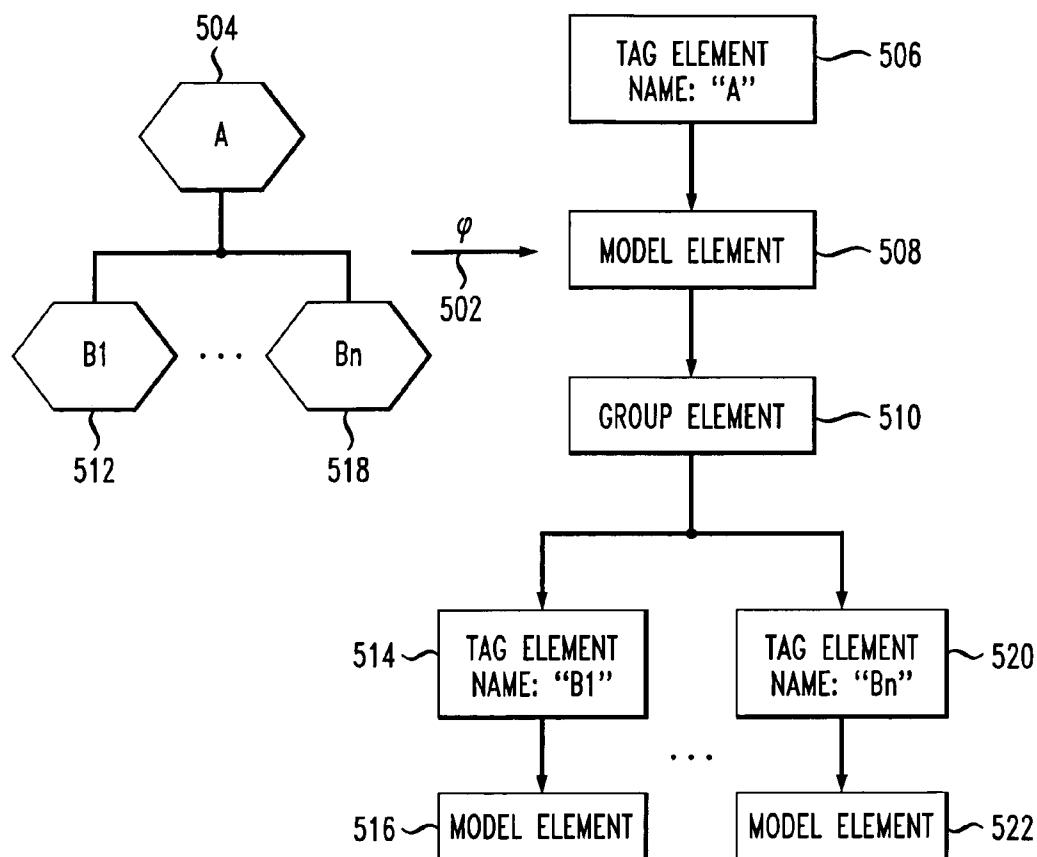 504
A
B1
. . .
Bn
512
518
φ
502
TAG ELEMENT
NAME: "A"
506
MODEL ELEMENT
508
GROUP ELEMENT
510
514
TAG ELEMENT
NAME: "B1"
TAG ELEMENT
NAME: "Bn"
520
. . .
516
MODEL ELEMENT
MODEL ELEMENT
522